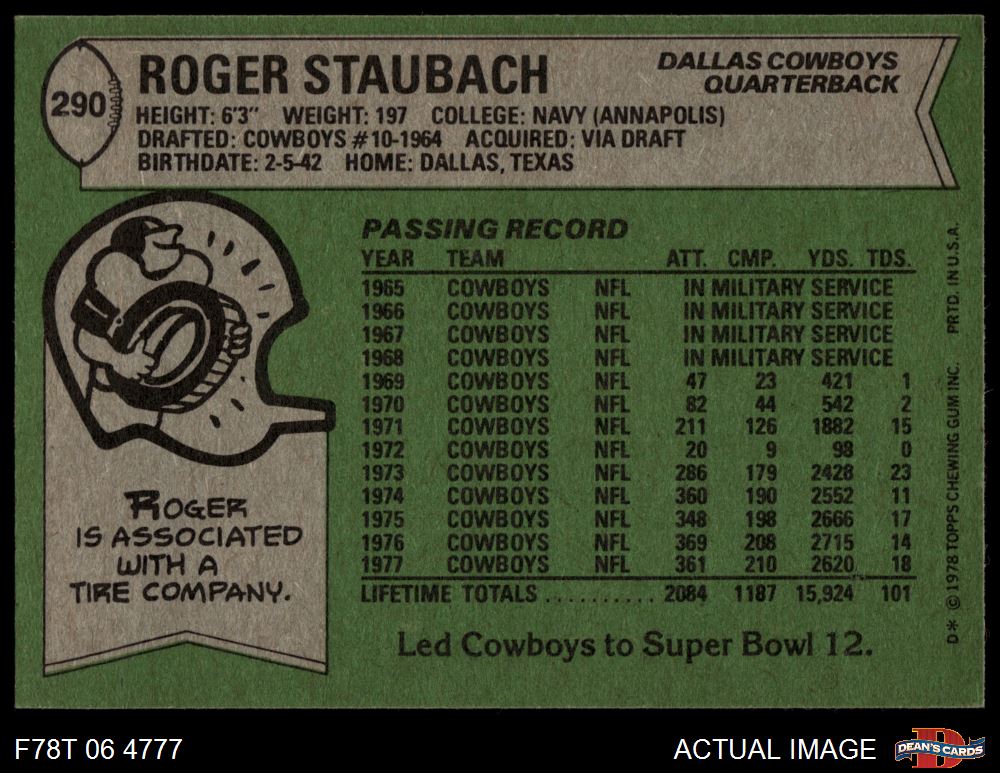 290
ROGER STAUBACH
DALLAS COWBOYS
QUARTERBACK
HEIGHT: 6'3" WEIGHT: 197 COLLEGE: NAVY (ANNAPOLIS)
DRAFTED: COWBOYS #10-1964 ACQUIRED: VIA DRAFT
BIRTHDATE: 2-5-42 HOME: DALLAS, TEXAS
PASSING RECORD
YEAR TEAM ATT. CMP. YDS. TDS.
1965 COWBOYS NFL IN MILITARY SERVICE
1966 COWBOYS NFL IN MILITARY SERVICE
1967 COWBOYS NFL IN MILITARY SERVICE
1968 COWBOYS NFL IN MILITARY SERVICE
1969 COWBOYS NFL 47 23 421 1
1970 COWBOYS NFL 82 44 542 2
1971 COWBOYS NFL 211 126 1882 15
1972 COWBOYS NFL 20 9 98 0
1973 COWBOYS NFL 286 179 2428 23
1974 COWBOYS NFL 360 190 2552 11
1975 COWBOYS NFL 348 198 2666 17
1976 COWBOYS NFL 369 208 2715 14
1977 COWBOYS NFL 361 210 2620 18
LIFETIME TOTALS .......... 2084 1187 15,924 101
Led Cowboys to Super Bowl 12.
ROGER
IS ASSOCIATED
WITH A
TIRE COMPANY.
D* © 1978 TOPPS CHEWING GUM INC. PRTD. IN U.S.A.
F78T 06 4777
ACTUAL IMAGE
D
DEAN'S CARDS